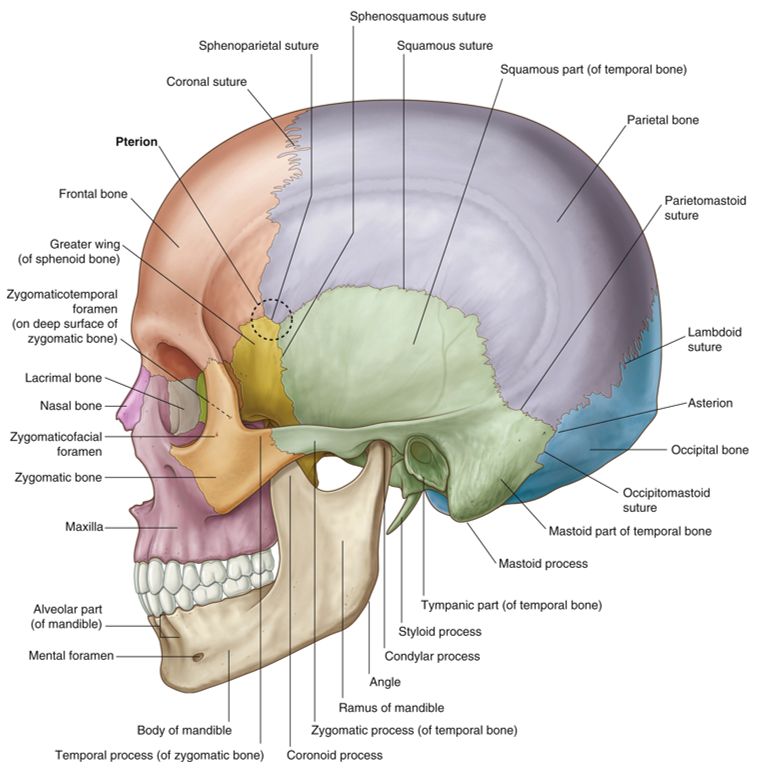 Sphenosquamous suture
Sphenoparietal suture
Squamous suture
Squamous part (of temporal bone)
Coronal suture
Parietal bone
Pterion
Frontal bone
Parietomastoid
suture
Greater wing
(of sphenoid bone)
Zygomaticotemporal
foramen
(on deep surface of
zygomatic bone)
Lambdoid
suture
Lacrimal bone
Nasal bone
Asterion
Zygomaticofacial
foramen
Occipital bone
Zygomatic bone
Occipitomastoid
suture
Maxilla
Mastoid part of temporal bone
Mastoid process
Alveolar part
(of mandible)
Tympanic part (of temporal bone)
Styloid process
Mental foramen
Condylar process
Angle
Ramus of mandible
Body of mandible
Zygomatic process (of temporal bone)
Temporal process (of zygomatic bone)
Coronoid process